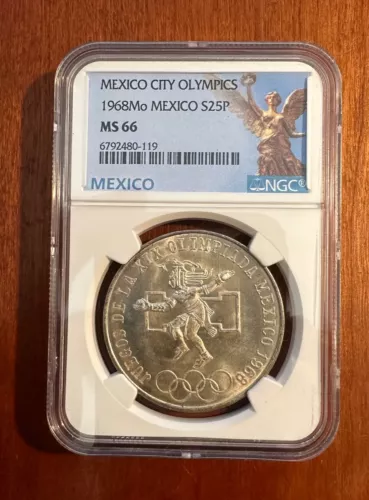 MEXICO CITY OLYMPICS
1968Mo MEXICO S25P
MS 66
6792480-119
MEXICO
NGC®
JUEGOS DE LA XIX OLIMPIADA MEXICO 1968